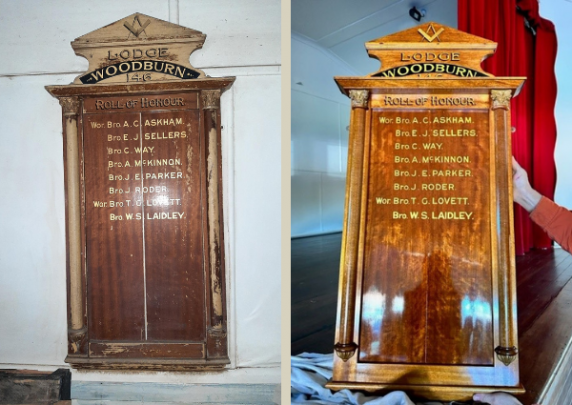 LODGE
WOODBURN
146
ROLL OF HONOUR
Wor. Bro. A. C. ASKHAM.
Bro. E. J. SELLERS.
Bro. C. WAY.
Bro. A. McKINNON.
Bro. J. E. PARKER.
Bro. J. RODER.
Wor. Bro. T. G. LOVETT.
Bro. W. S. LAIDLEY.
LODGE
WOODBURN
ROLL OF HONOUR
Wor. Bro. A. C. ASKHAM.
Bro. E. J. SELLERS.
Bro. C. WAY.
Bro. A. McKINNON.
Bro. J. E. PARKER.
Bro. J. RODER.
Wor. Bro. T. G. LOVETT.
Bro. W. S. LAIDLEY.